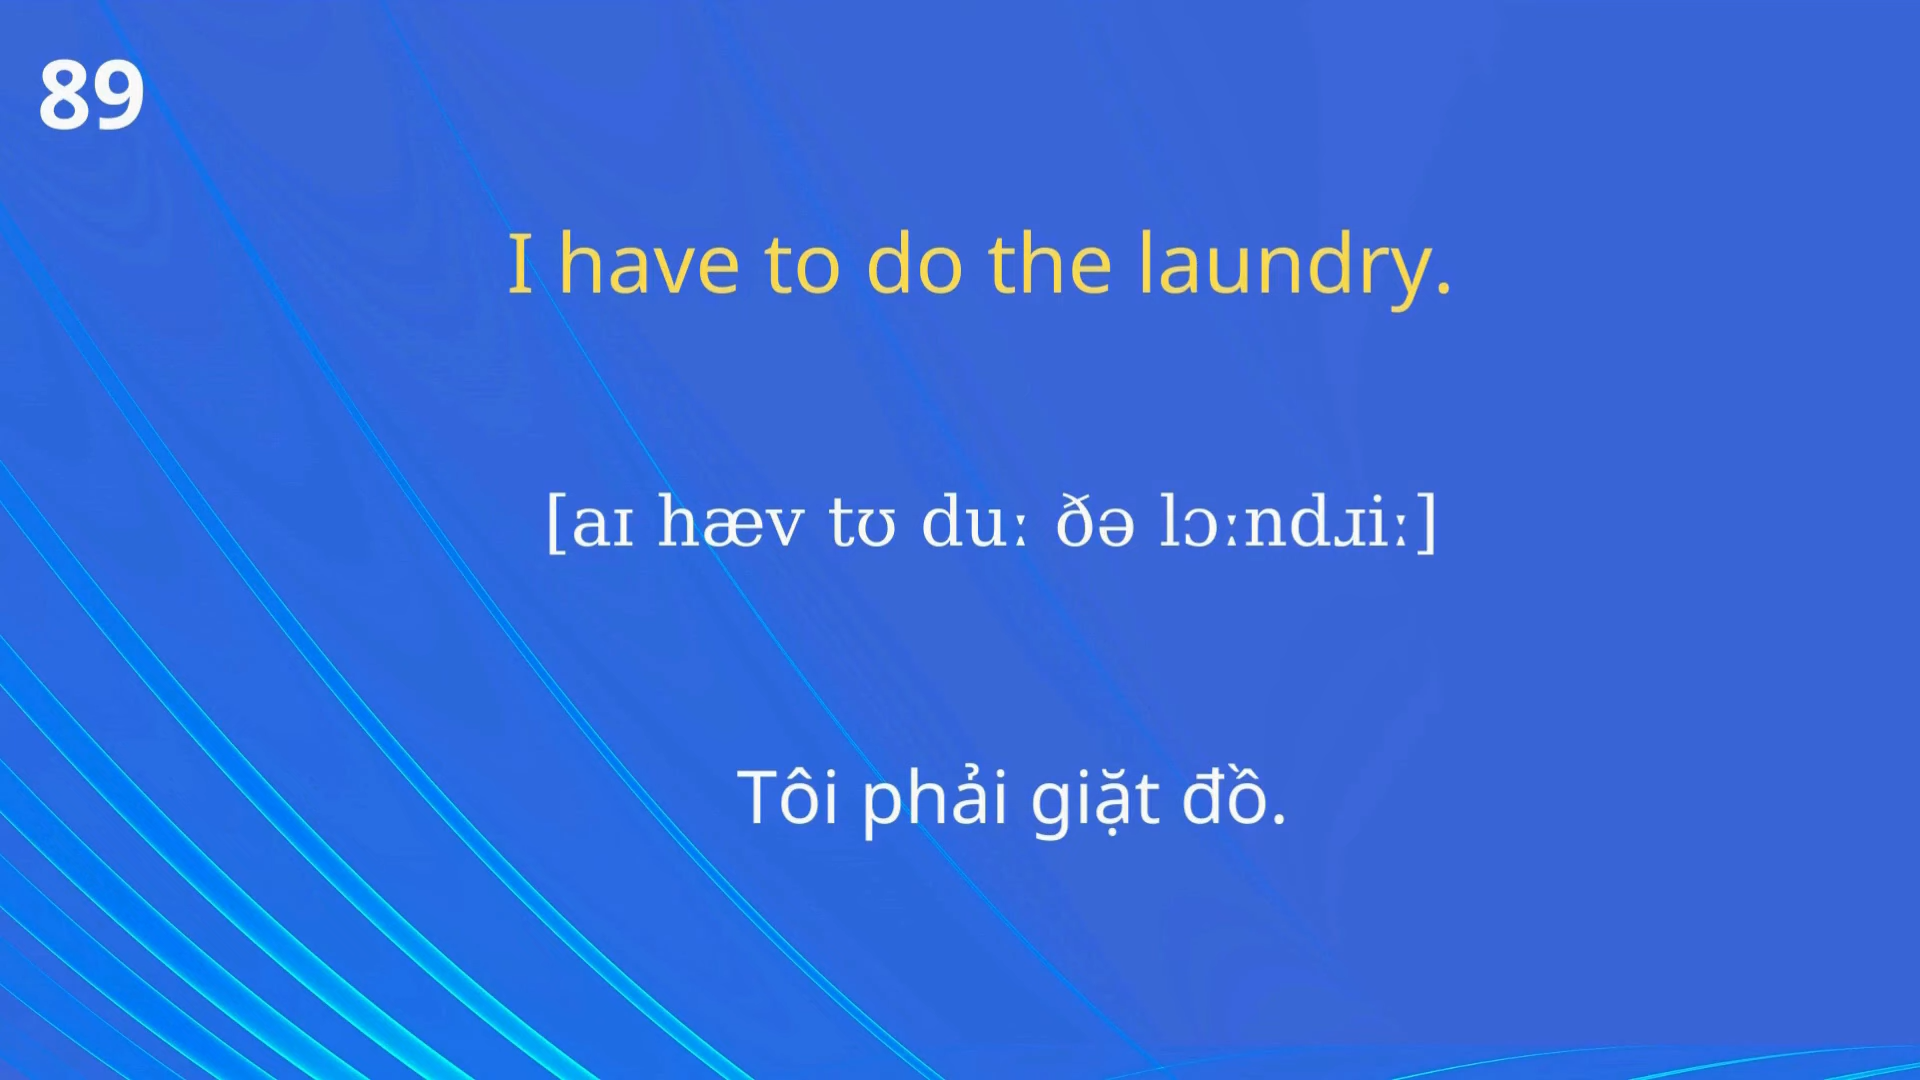 89
I have to do the laundry.
[aɪ hæv tʊ duː ðə lɔːndɹiː]
Tôi phải giặt đồ.